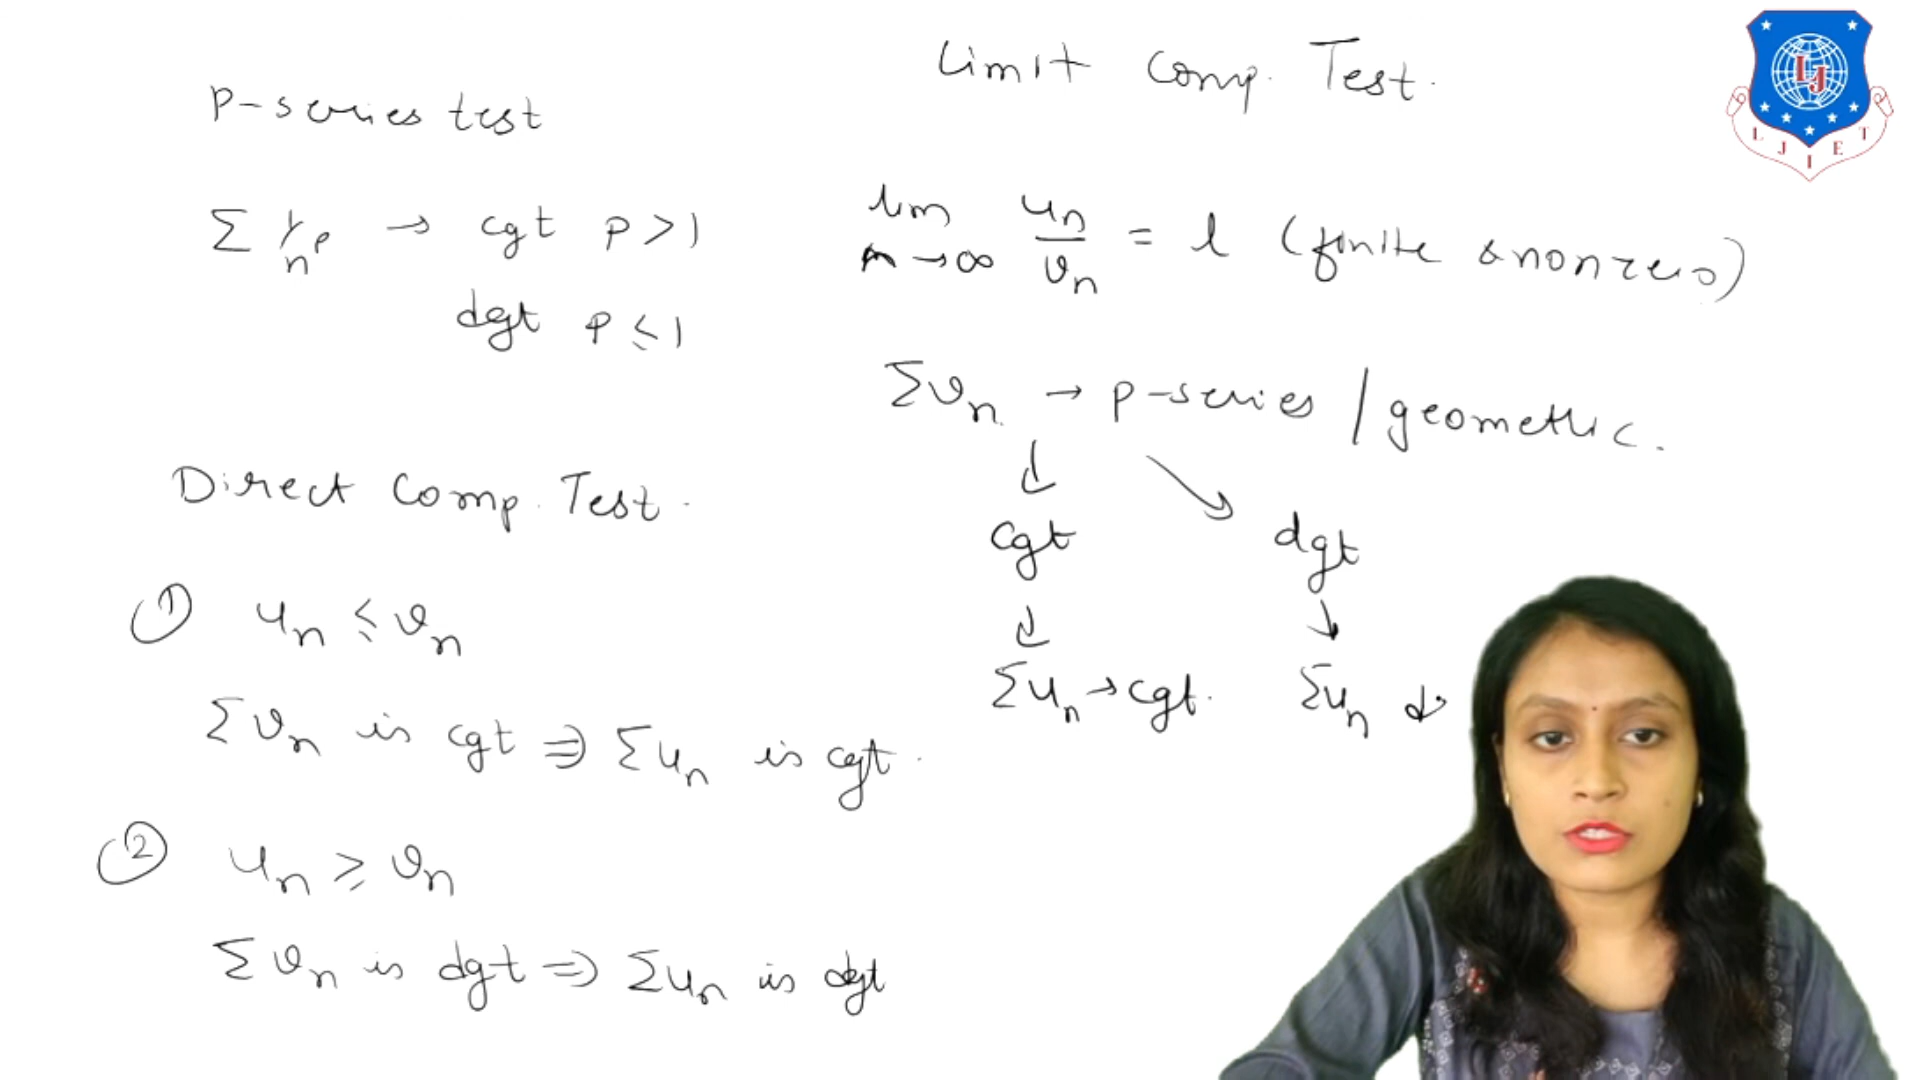 P-series test
Σ 1/n^p → cgt p > 1
dgt p ≤ 1
Direct Comp. Test.
① un ≤ vn
Σ vn is cgt ⇒ Σ un is cgt.
② un ≥ vn
Σ vn is dgt ⇒ Σ un is dgt
Limit Comp. Test.
lim n→∞ un/vn = l (finite & nonzero)
Σ vn → p-series / geometric.
↓ ↘
cgt dgt
↓ ↓
Σ un → cgt. Σ un d
LJ
L J I E T